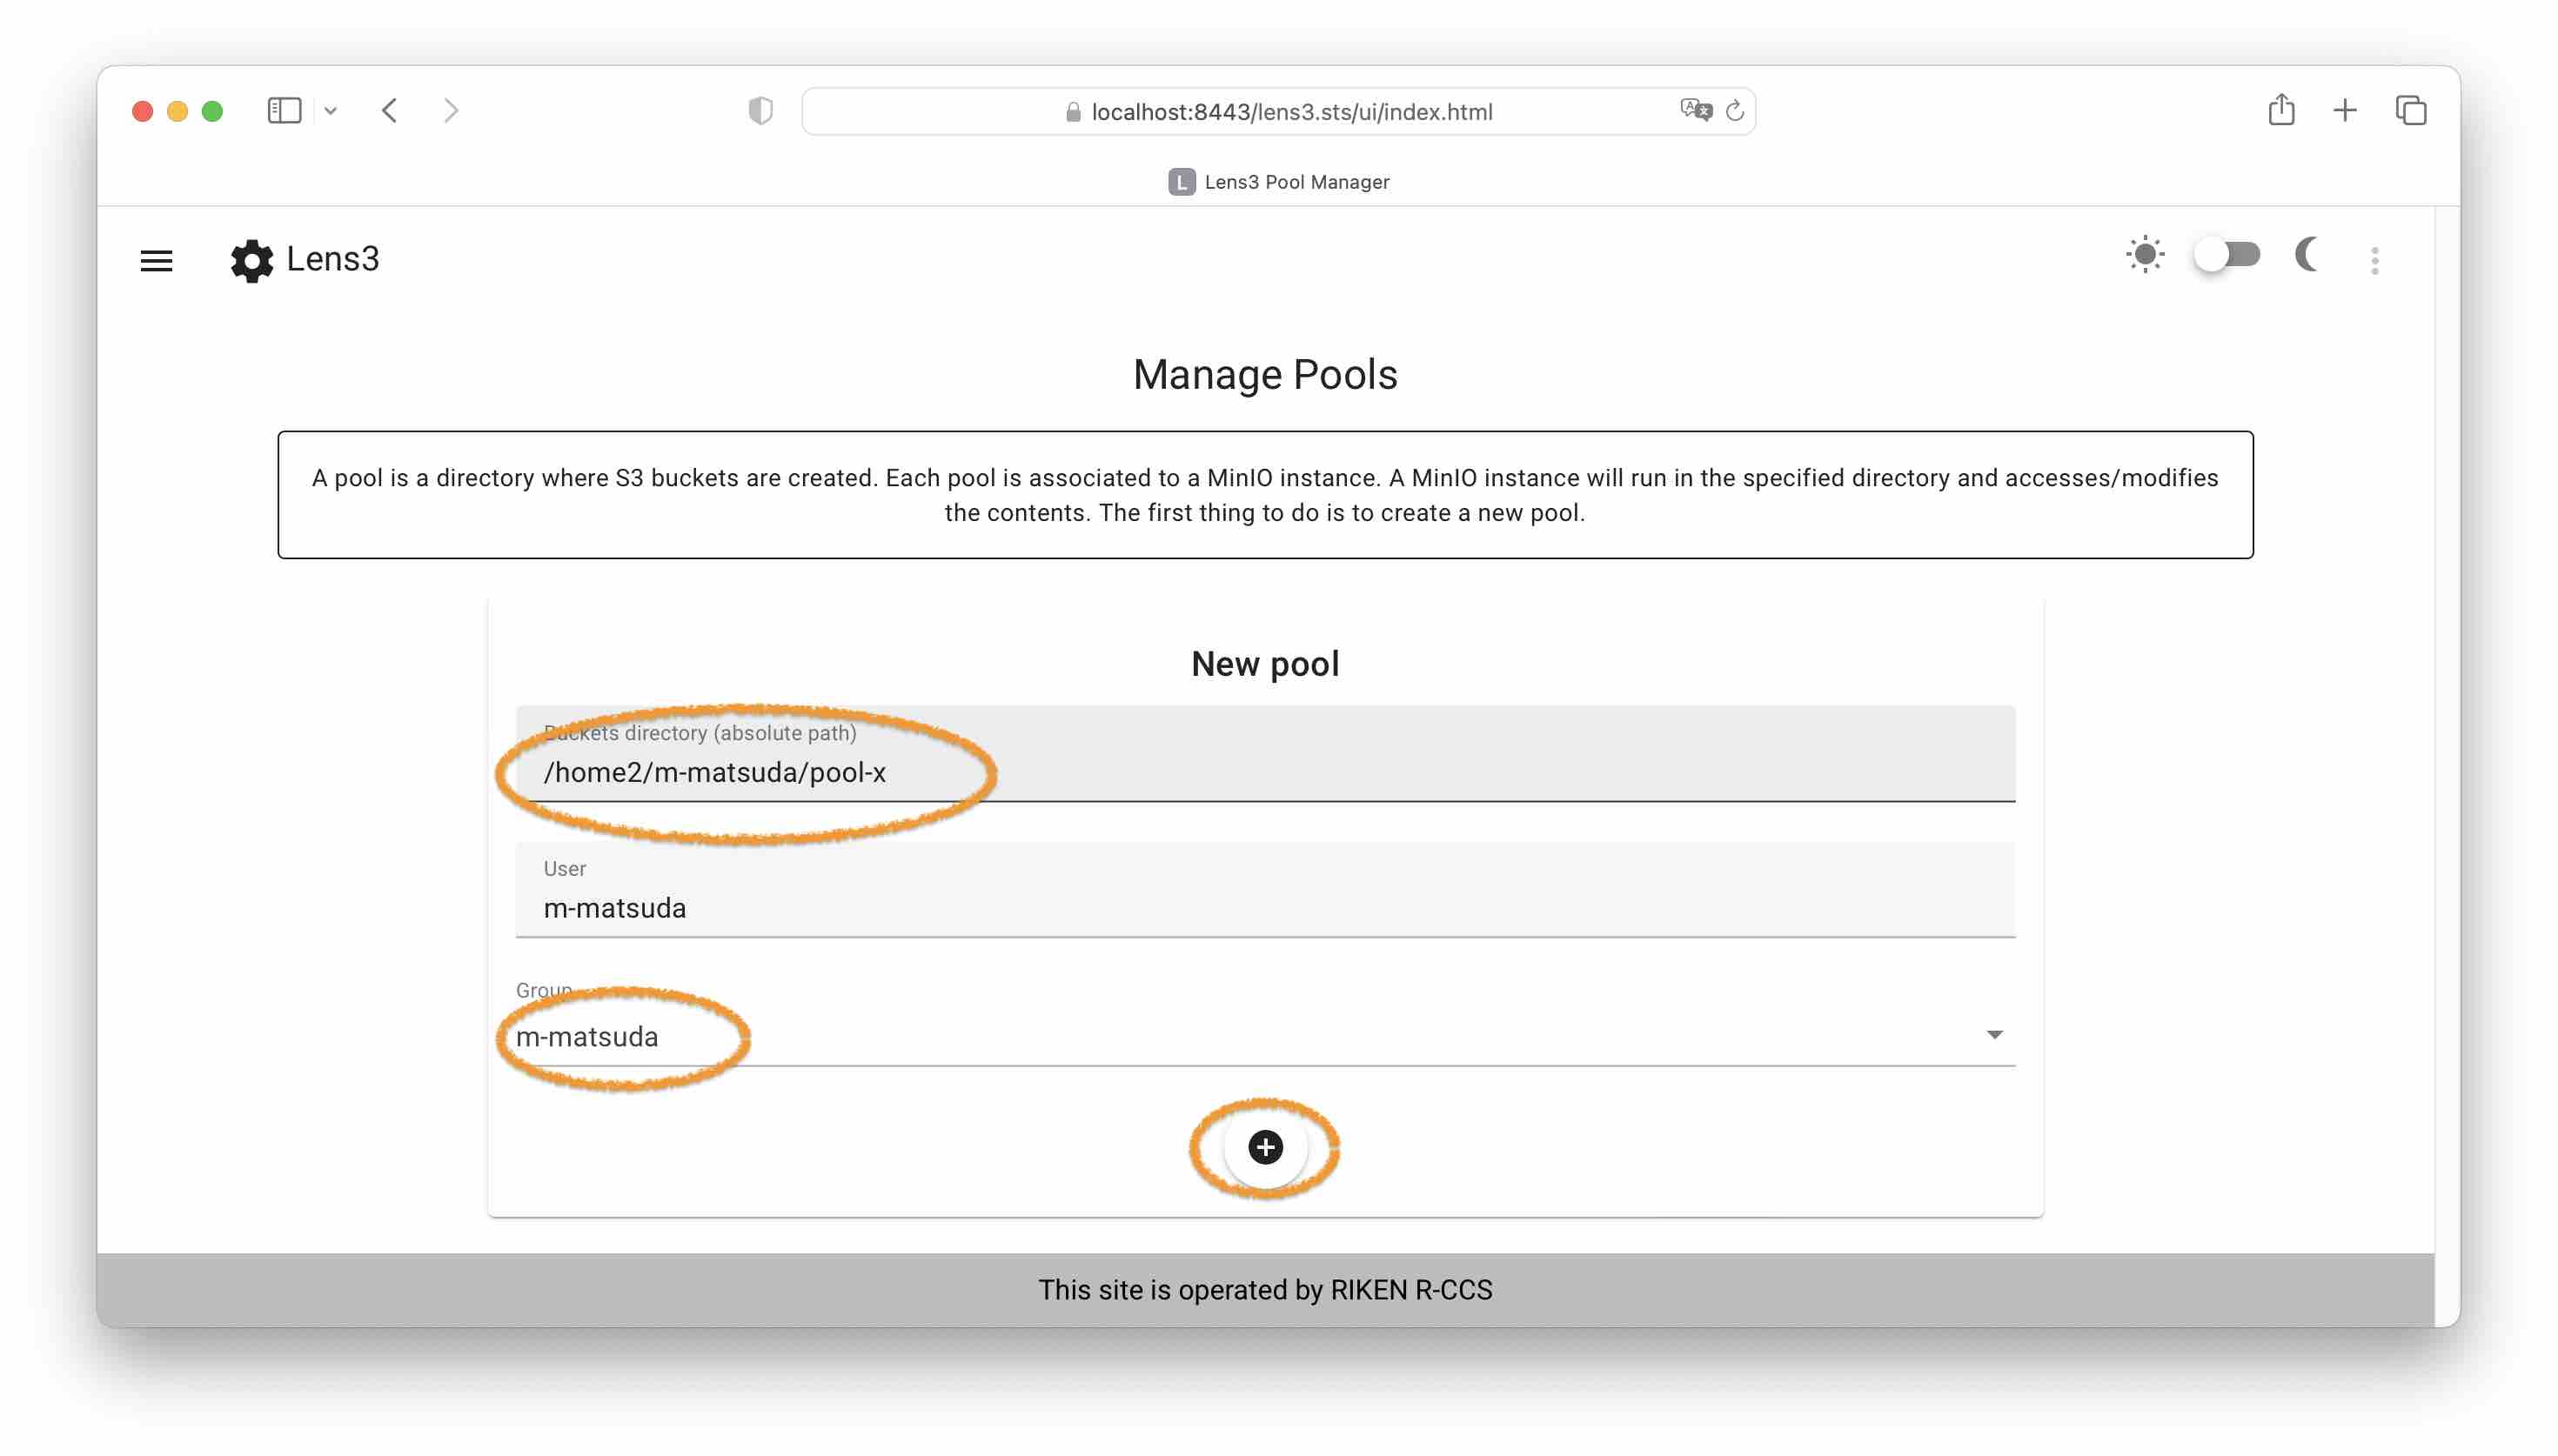 localhost:8443/lens3.sts/ui/index.html
L Lens3 Pool Manager
Lens3
Manage Pools
A pool is a directory where S3 buckets are created. Each pool is associated to a MinIO instance. A MinIO instance will run in the specified directory and accesses/modifies
the contents. The first thing to do is to create a new pool.
New pool
Buckets directory (absolute path)
/home2/m-matsuda/pool-x
User
m-matsuda
Group
m-matsuda
This site is operated by RIKEN R-CCS